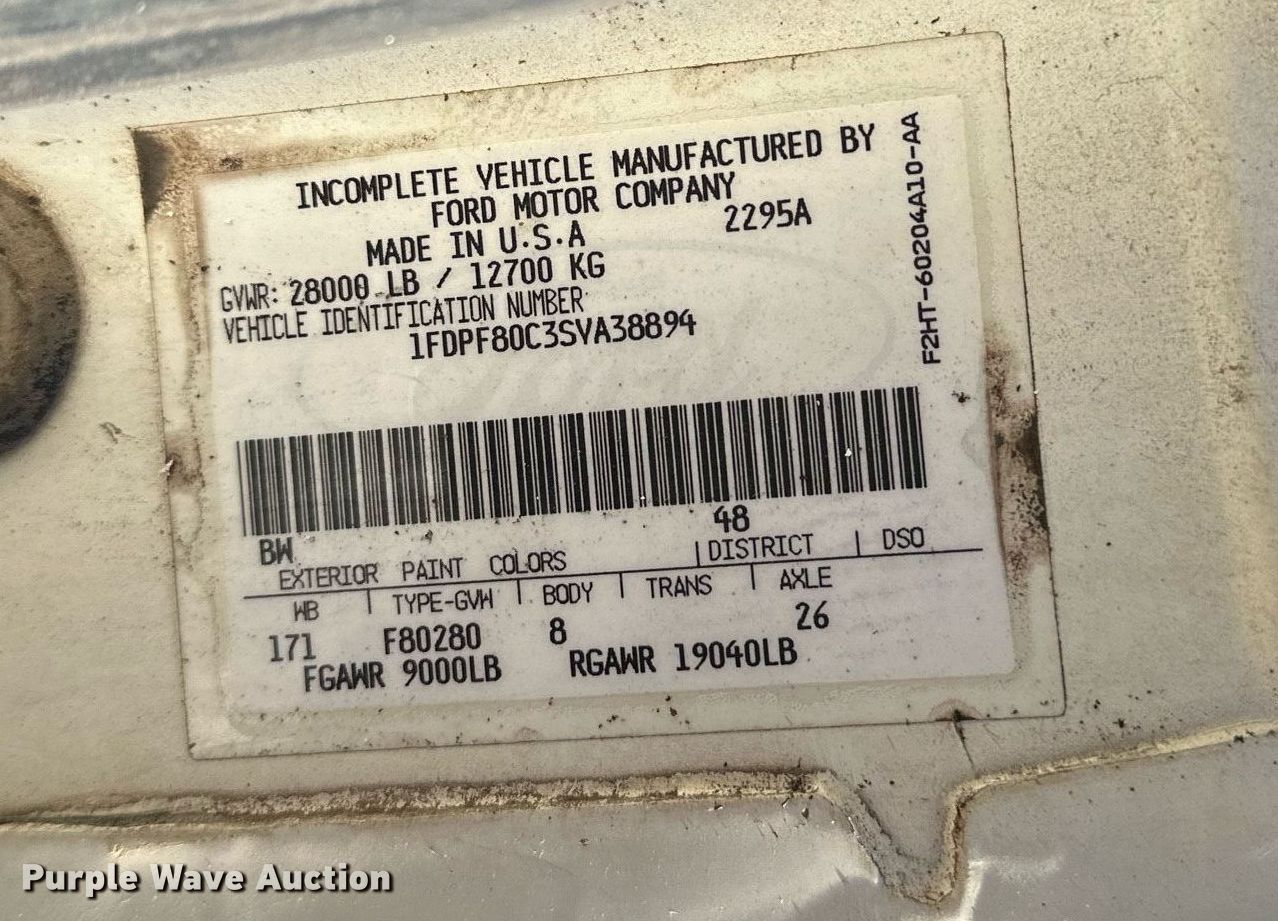 INCOMPLETE VEHICLE MANUFACTURED BY
FORD MOTOR COMPANY
MADE IN U.S.A 2295A
GVWR: 28000 LB / 12700 KG
VEHICLE IDENTIFICATION NUMBER
1FDPF80C3SVA38894
F2HT-60204A10-AA
BW 48
EXTERIOR PAINT COLORS DISTRICT DSO
WB TYPE-GVW BODY TRANS AXLE
171 F80280 8 26
FGAWR 9000LB RGAWR 19040LB
Purple Wave Auction